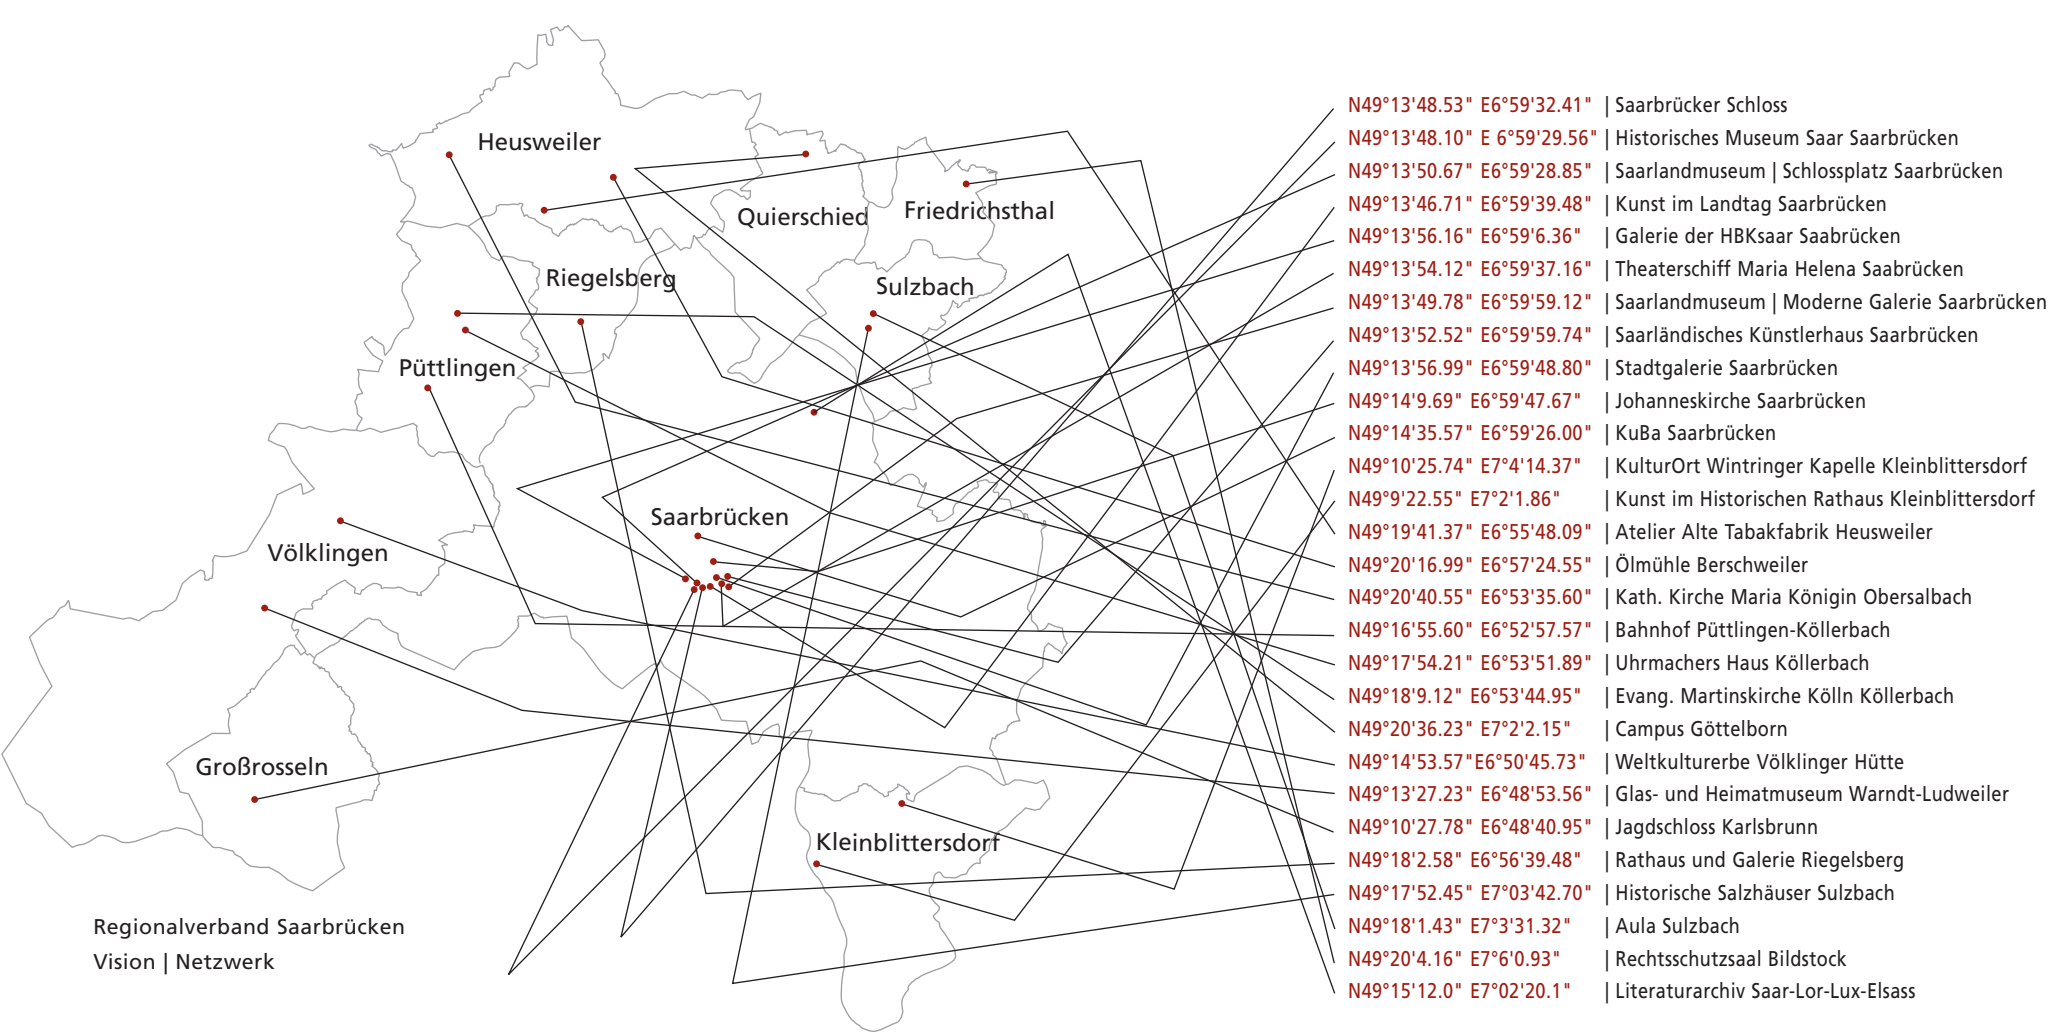 Heusweiler
Quierschied
Friedrichsthal
Riegelsberg
Sulzbach
Püttlingen
Saarbrücken
Völklingen
Großrosseln
Kleinblittersdorf
Regionalverband Saarbrücken
Vision | Netzwerk
N49°13'48.53" E6°59'32.41" | Saarbrücker Schloss
N49°13'48.10" E 6°59'29.56" | Historisches Museum Saar Saarbrücken
N49°13'50.67" E6°59'28.85" | Saarlandmuseum | Schlossplatz Saarbrücken
N49°13'46.71" E6°59'39.48" | Kunst im Landtag Saarbrücken
N49°13'56.16" E6°59'6.36" | Galerie der HBKsaar Saabrücken
N49°13'54.12" E6°59'37.16" | Theaterschiff Maria Helena Saabrücken
N49°13'49.78" E6°59'59.12" | Saarlandmuseum | Moderne Galerie Saarbrücken
N49°13'52.52" E6°59'59.74" | Saarländisches Künstlerhaus Saarbrücken
N49°13'56.99" E6°59'48.80" | Stadtgalerie Saarbrücken
N49°14'9.69" E6°59'47.67" | Johanneskirche Saarbrücken
N49°14'35.57" E6°59'26.00" | KuBa Saarbrücken
N49°10'25.74" E7°4'14.37" | KulturOrt Wintringer Kapelle Kleinblittersdorf
N49°9'22.55" E7°2'1.86" | Kunst im Historischen Rathaus Kleinblittersdorf
N49°19'41.37" E6°55'48.09" | Atelier Alte Tabakfabrik Heusweiler
N49°20'16.99" E6°57'24.55" | Ölmühle Berschweiler
N49°20'40.55" E6°53'35.60" | Kath. Kirche Maria Königin Obersalbach
N49°16'55.60" E6°52'57.57" | Bahnhof Püttlingen-Köllerbach
N49°17'54.21" E6°53'51.89" | Uhrmachers Haus Köllerbach
N49°18'9.12" E6°53'44.95" | Evang. Martinskirche Kölln Köllerbach
N49°20'36.23" E7°2'2.15" | Campus Göttelborn
N49°14'53.57"E6°50'45.73" | Weltkulturerbe Völklinger Hütte
N49°13'27.23" E6°48'53.56" | Glas- und Heimatmuseum Warndt-Ludweiler
N49°10'27.78" E6°48'40.95" | Jagdschloss Karlsbrunn
N49°18'2.58" E6°56'39.48" | Rathaus und Galerie Riegelsberg
N49°17'52.45" E7°03'42.70" | Historische Salzhäuser Sulzbach
N49°18'1.43" E7°3'31.32" | Aula Sulzbach
N49°20'4.16" E7°6'0.93" | Rechtsschutzsaal Bildstock
N49°15'12.0" E7°02'20.1" | Literaturarchiv Saar-Lor-Lux-Elsass